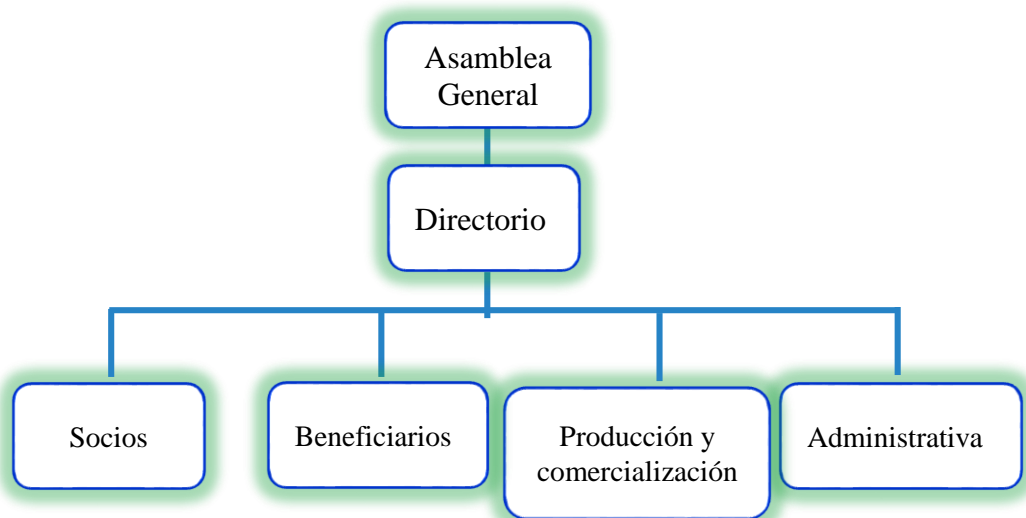 Asamblea
General
Directorio
Socios
Beneficiarios
Producción y
comercialización
Administrativa